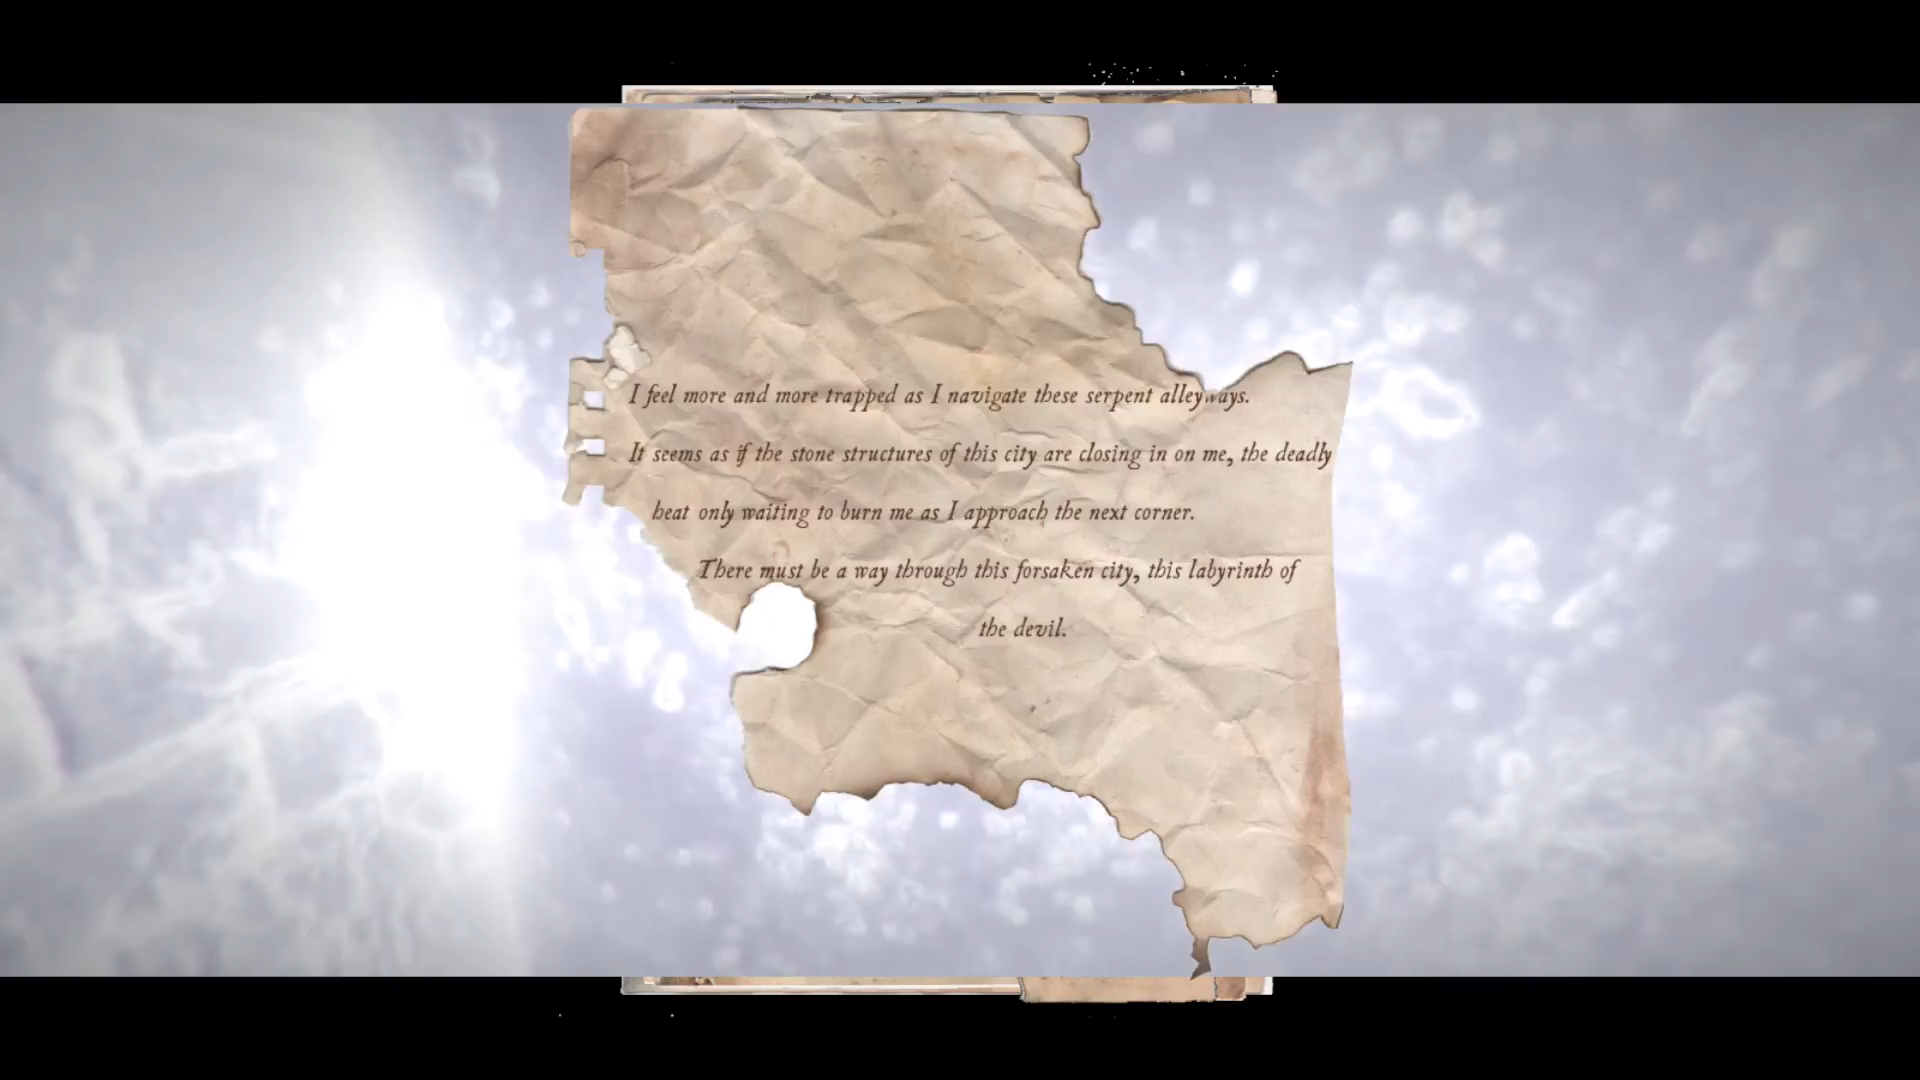 I feel more and more trapped as I navigate these serpent alleyways.
It seems as if the stone structures of this city are closing in on me, the deadly
heat only waiting to burn me as I approach the next corner.
There must be a way through this forsaken city, this labyrinth of
the devil.